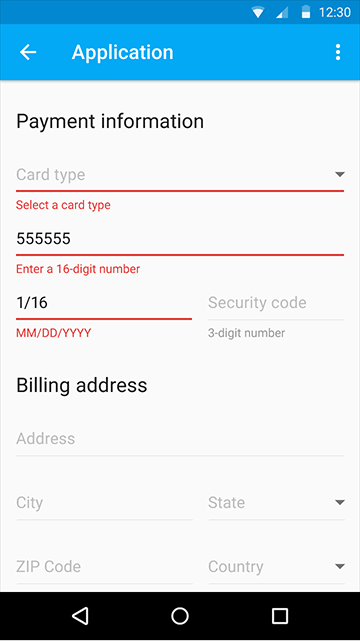 12:30
Application
Payment information
Card type
Select a card type
555555
Enter a 16-digit number
1/16 Security code
MM/DD/YYYY 3-digit number
Billing address
Address
City State
ZIP Code Country